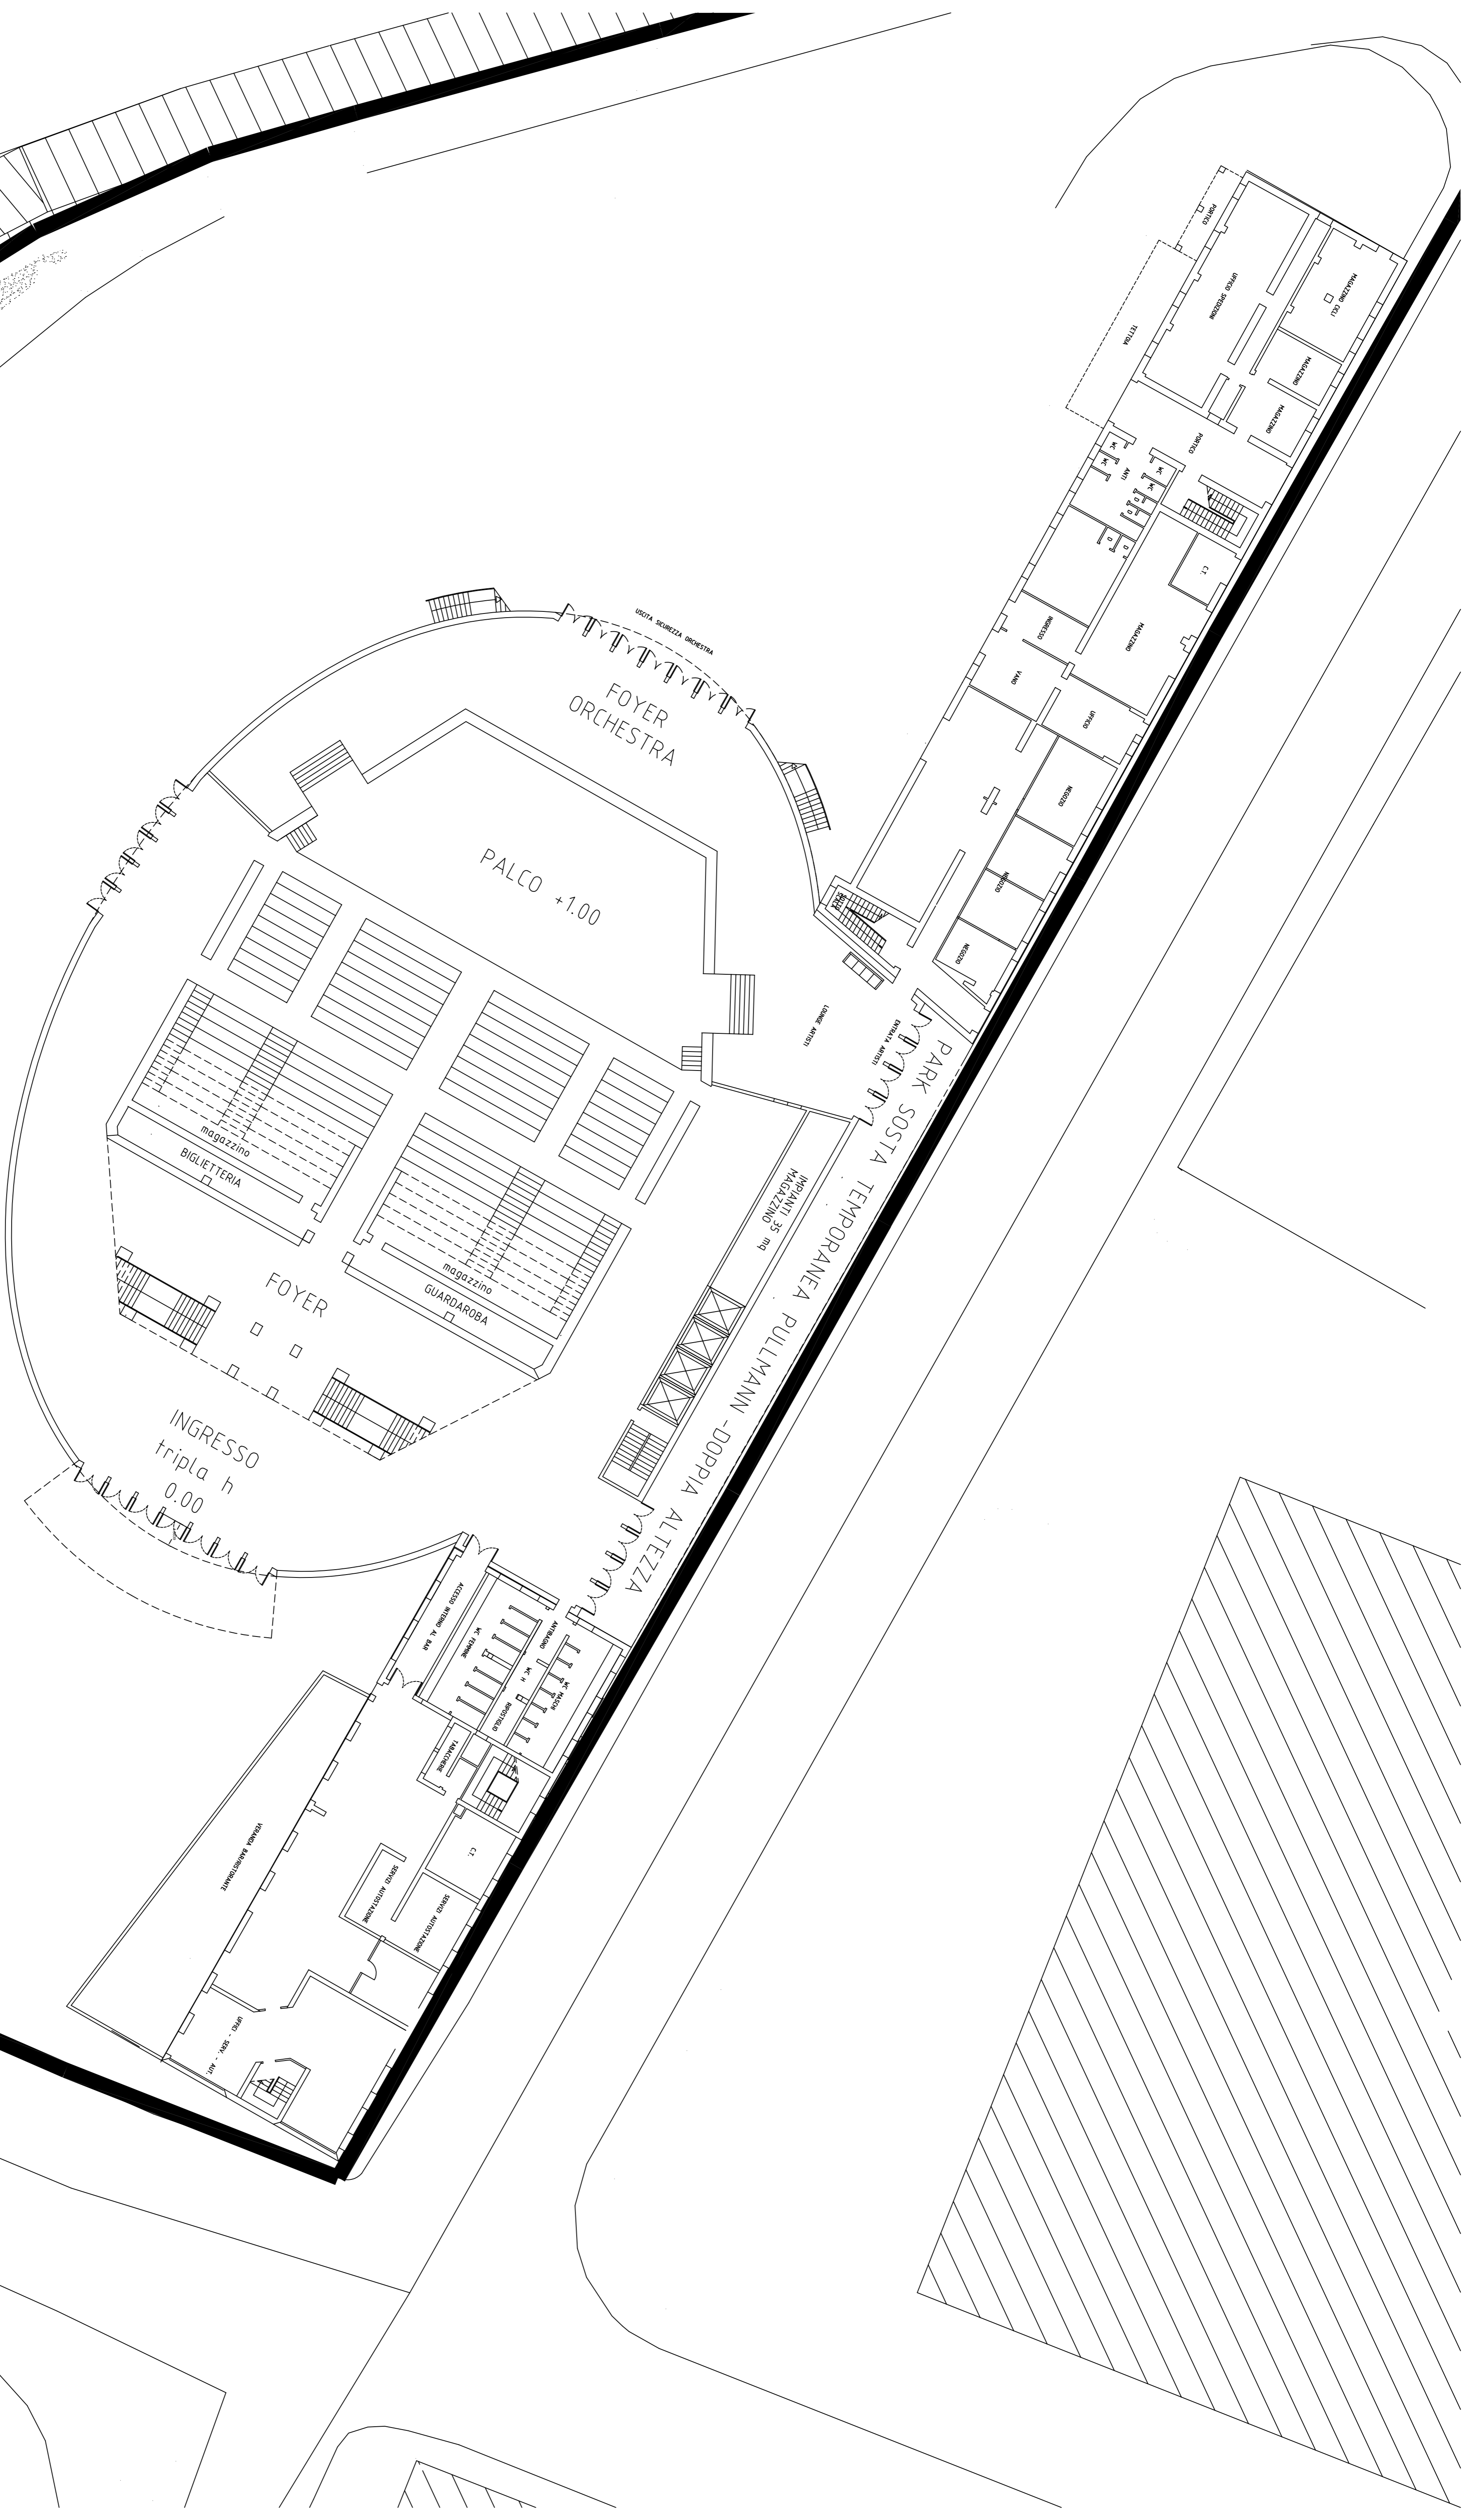 PORTICO
TETTOIA
UFFICIO SPEDIZIONI
MAGAZZINO CICLI
MAGAZZINO
MAGAZZINO
PORTICO
WC
WC
ANTI
WC
WC
D
D
D
D
C.T.
INGRESSO
MAGAZZINO
VANO
UFFICIO
NEGOZIO
NEGOZIO
NEGOZIO
USCITA SICUREZZA ORCHESTRA
FOYER
ORCHESTRA
PALCO +1.00
LOUNGE ARTISTI
ENTRATA ARTISTI
PARK SOSTA TEMPORANEA PULLMANN -DOPPIA ALTEZZA
IMPIANTI 35 mq
MAGAZZINO
magazzino
BIGLIETTERIA
magazzino
GUARDAROBA
FOYER
INGRESSO
tripla h
0.00
ACCESSO INTERNO AL BAR
WC FEMMINE
ANTIBAGNO
WC H
WC MASCHI
RIPOSTIGLIO
TABACCHERIE
C.T.
SERVIZI AUTOSTAZIONE
SERVIZI AUTOSTAZIONE
VERANDA BAR/RISTORANTE
UFFICI - SERV. - AUT.